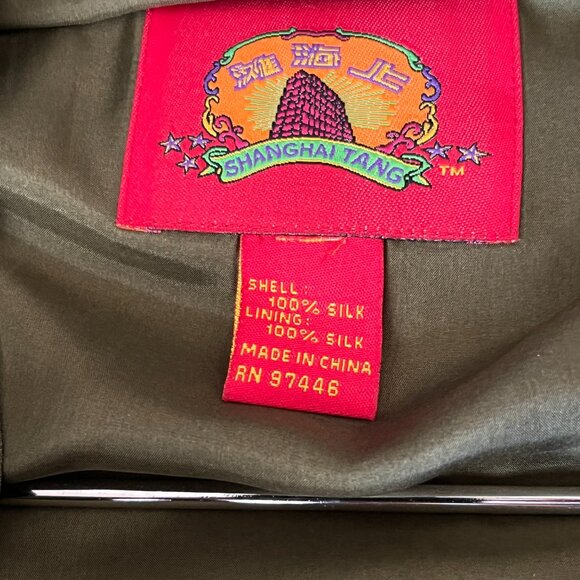 上海灘
SHANGHAI TANG
TM
SHELL:
100% SILK
LINING:
100% SILK
MADE IN CHINA
RN 97446